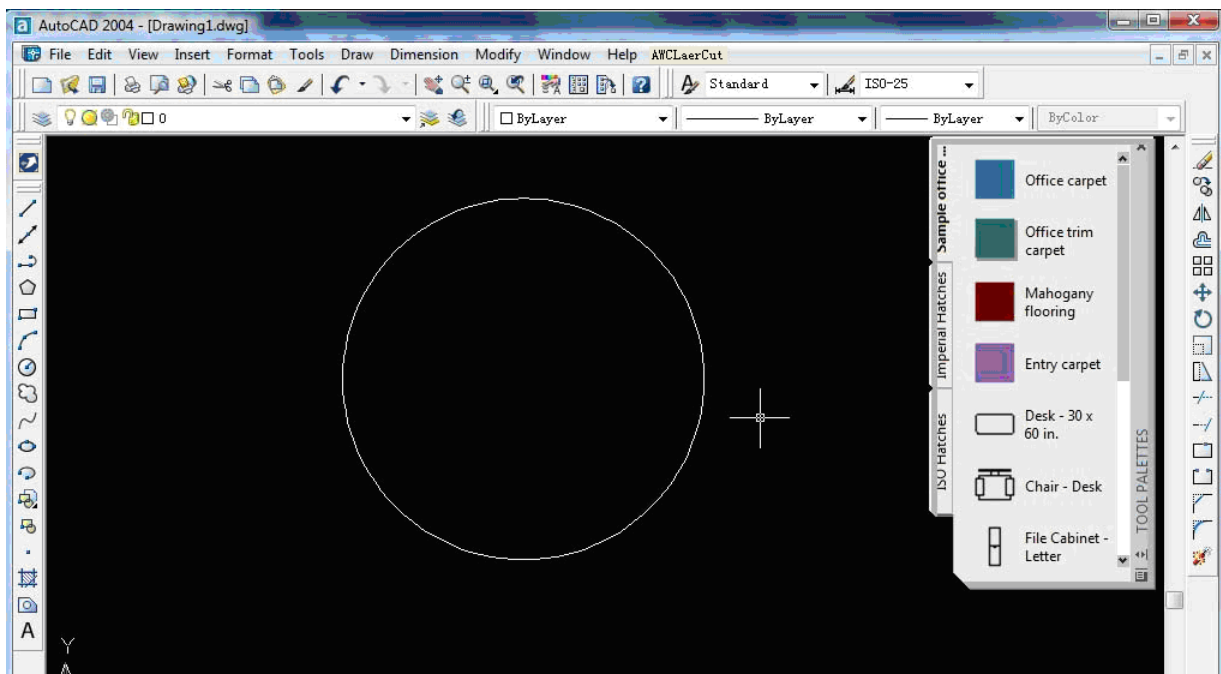 AutoCAD 2004 - [Drawing1.dwg]
File Edit View Insert Format Tools Draw Dimension Modify Window Help AWCLaerCut
Standard ISO-25
0 ByLayer ByLayer ByLayer ByColor
Sample office ...
Imperial Hatches
ISO Hatches
Office carpet
Office trim
carpet
Mahogany
flooring
Entry carpet
Desk - 30 x
60 in.
Chair - Desk
File Cabinet -
Letter
TOOL PALETTES
A
Y